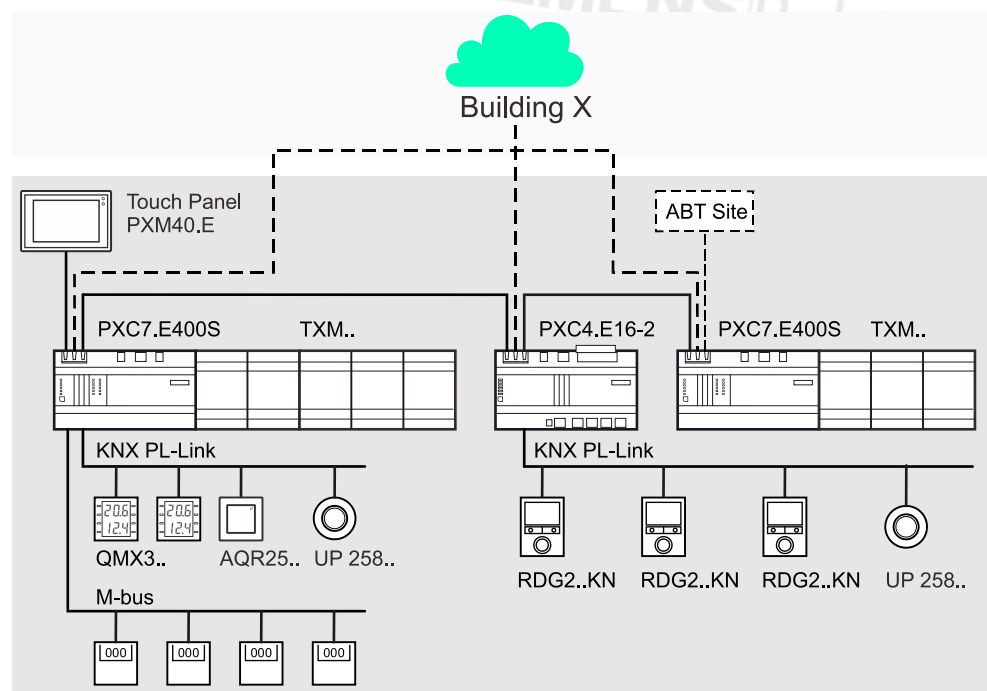 SIEMENS
Building X
Touch Panel
PXM40.E
ABT Site
PXC7.E400S TXM..
PXC4.E16-2
PXC7.E400S TXM..
KNX PL-Link
KNX PL-Link
20.6
12.4
20.6
12.4
QMX3..
AQR25..
UP 258..
RDG2..KN
RDG2..KN
RDG2..KN
UP 258..
M-bus
000
000
000
000